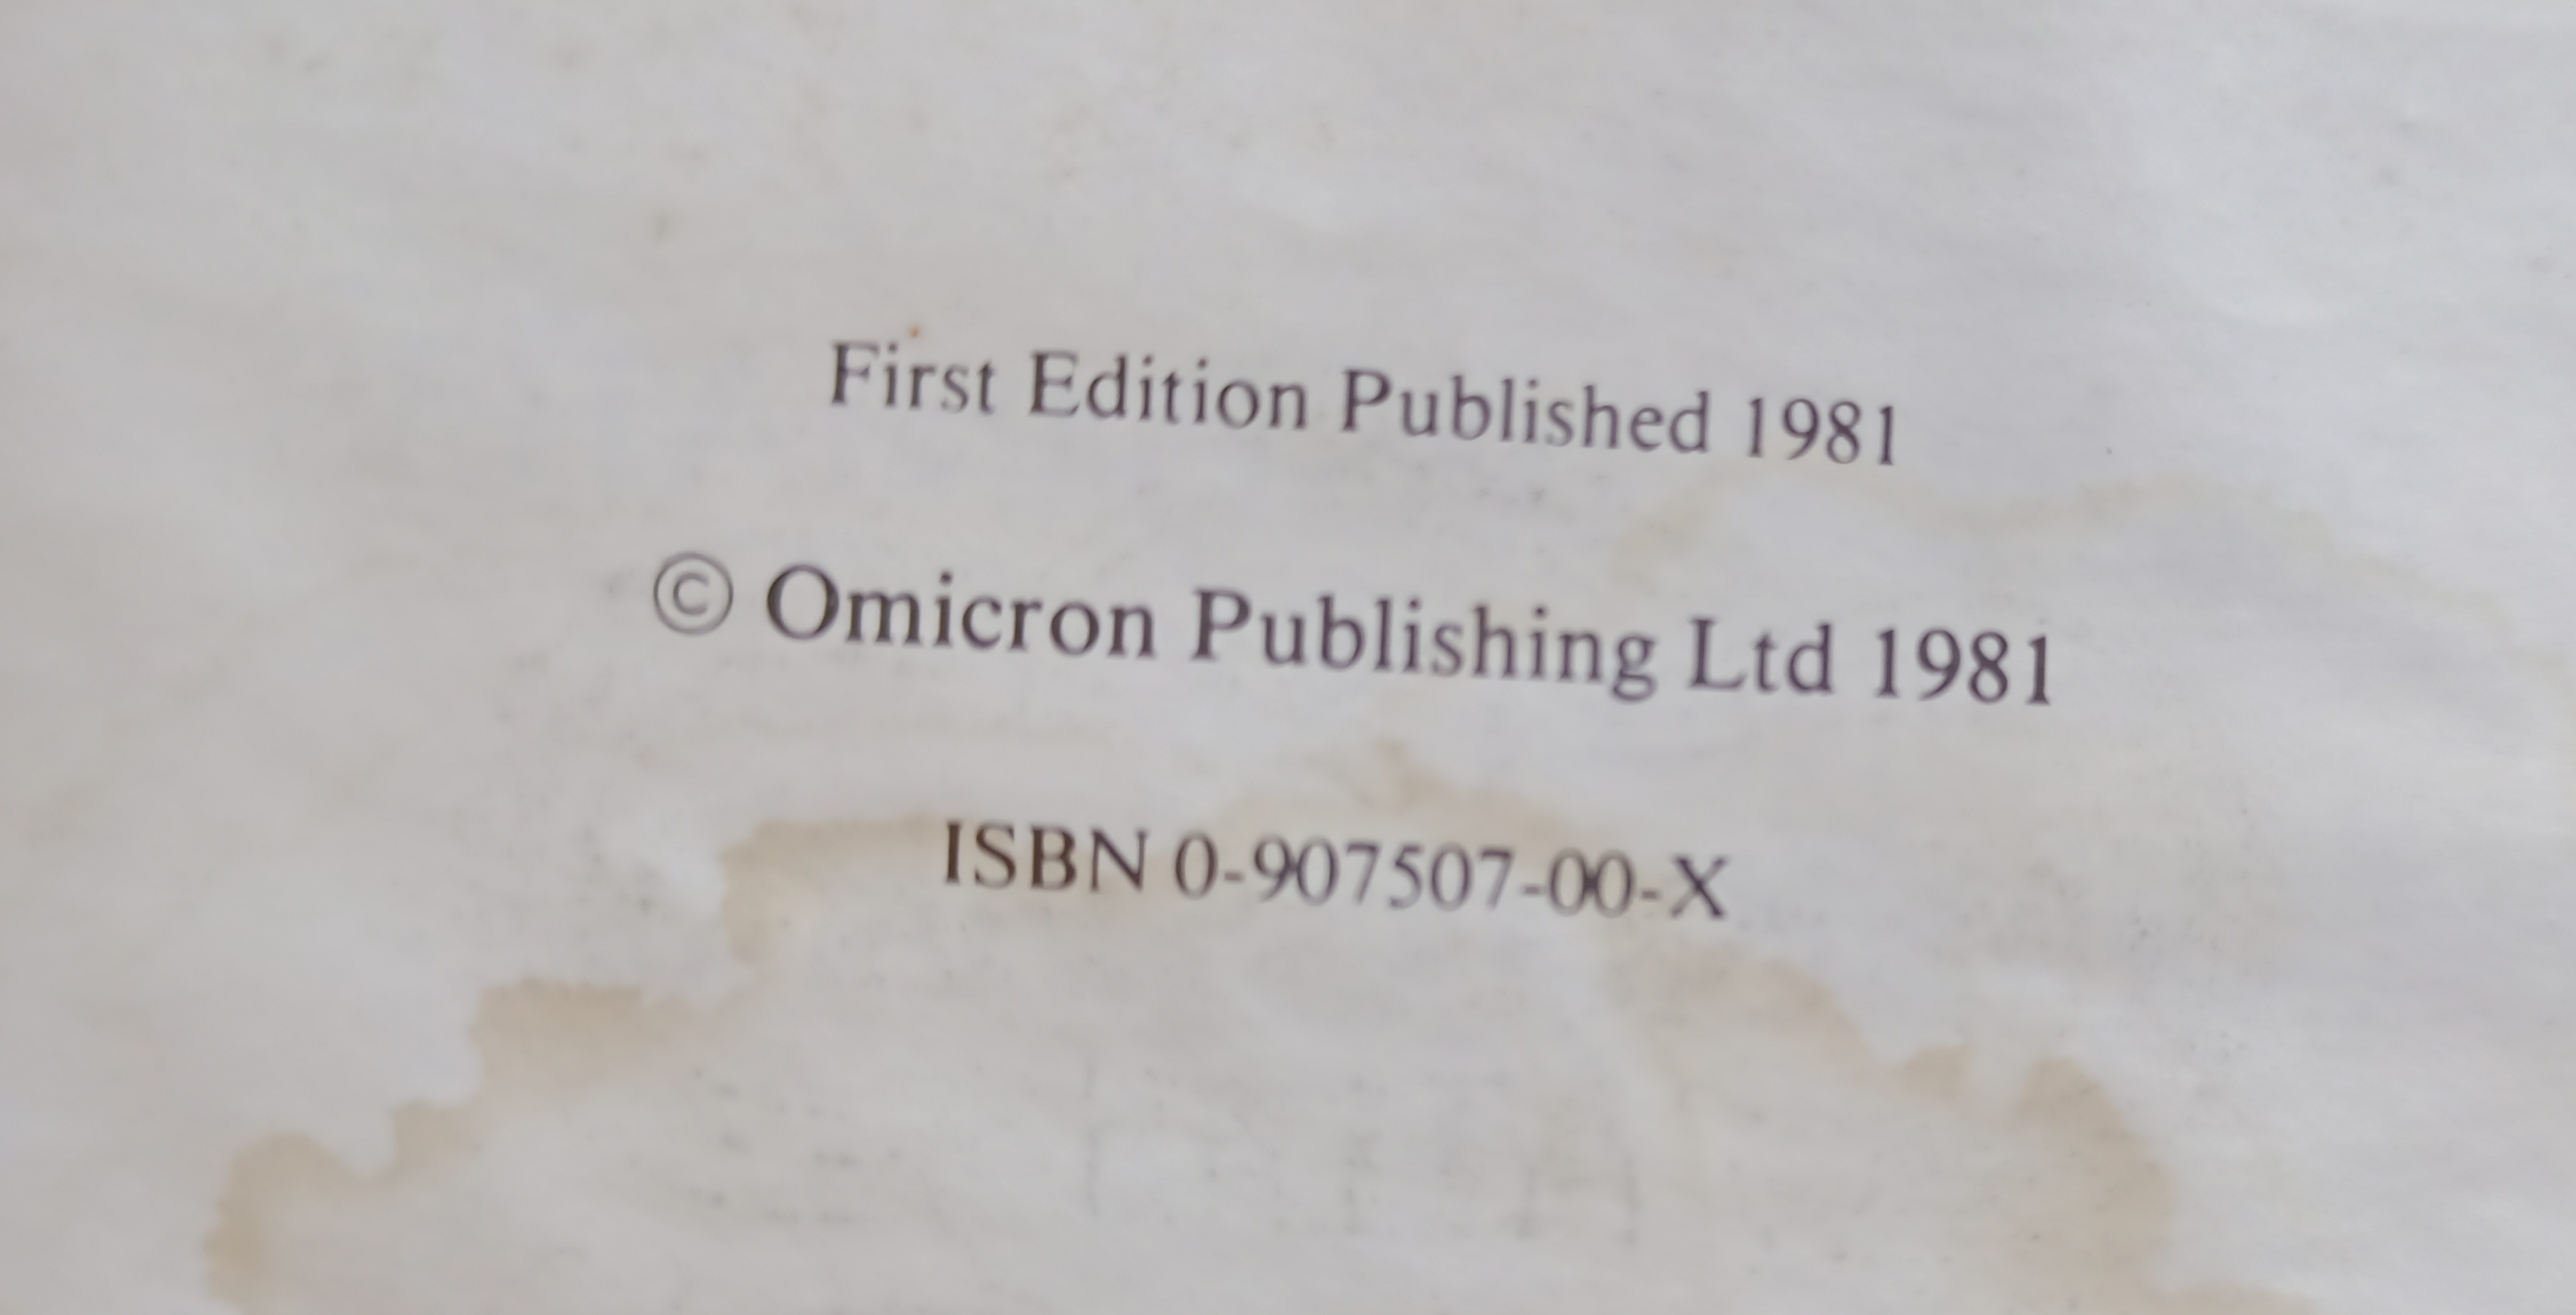 First Edition Published 1981
© Omicron Publishing Ltd 1981
ISBN 0-907507-00-X